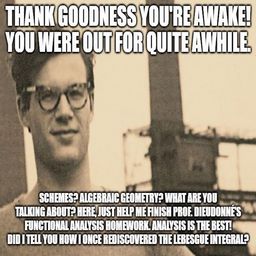 THANK GOODNESS YOU'RE AWAKE!
YOU WERE OUT FOR QUITE AWHILE.
SCHEMES? ALGEBRAIC GEOMETRY? WHAT ARE YOU
TALKING ABOUT? HERE, JUST HELP ME FINISH PROF. DIEUDONNÉ'S
FUNCTIONAL ANALYSIS HOMEWORK. ANALYSIS IS THE BEST!
DID I TELL YOU HOW I ONCE REDISCOVERED THE LEBESGUE INTEGRAL?